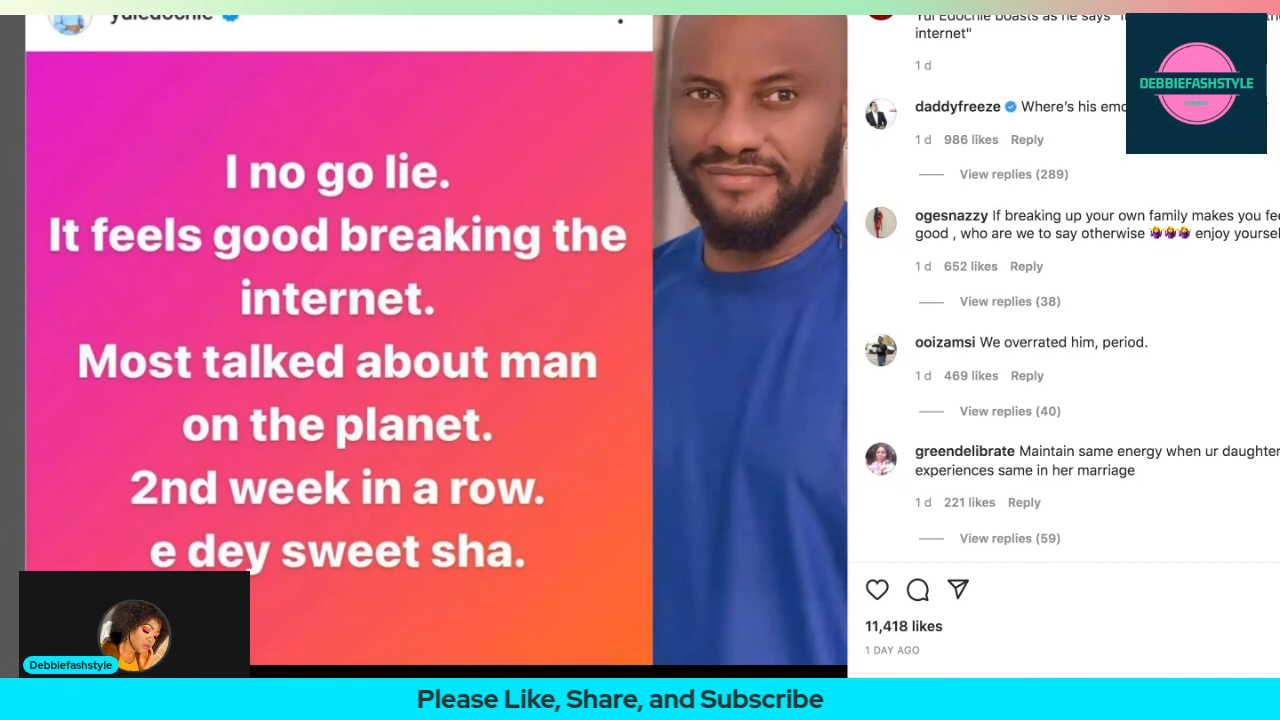 yuledochie
I no go lie.
It feels good breaking the
internet.
Most talked about man
on the planet.
2nd week in a row.
e dey sweet sha.
Yul Edochie boasts as he says
internet"
1 d
daddyfreeze Where's his
1 d 986 likes Reply
View replies (289)
ogesnazzy If breaking up your own family makes you
good , who are we to say otherwise 🤷‍♀️🤷‍♀️🤷‍♀️ enjoy
1 d 652 likes Reply
View replies (38)
ooizamsi We overrated him, period.
1 d 469 likes Reply
View replies (40)
greendelibrate Maintain same energy when ur daughter
experiences same in her marriage
1 d 221 likes Reply
View replies (59)
11,418 likes
1 DAY AGO
DEBBIEFASHSTYLE
Debbiefashstyle
Please Like, Share, and Subscribe